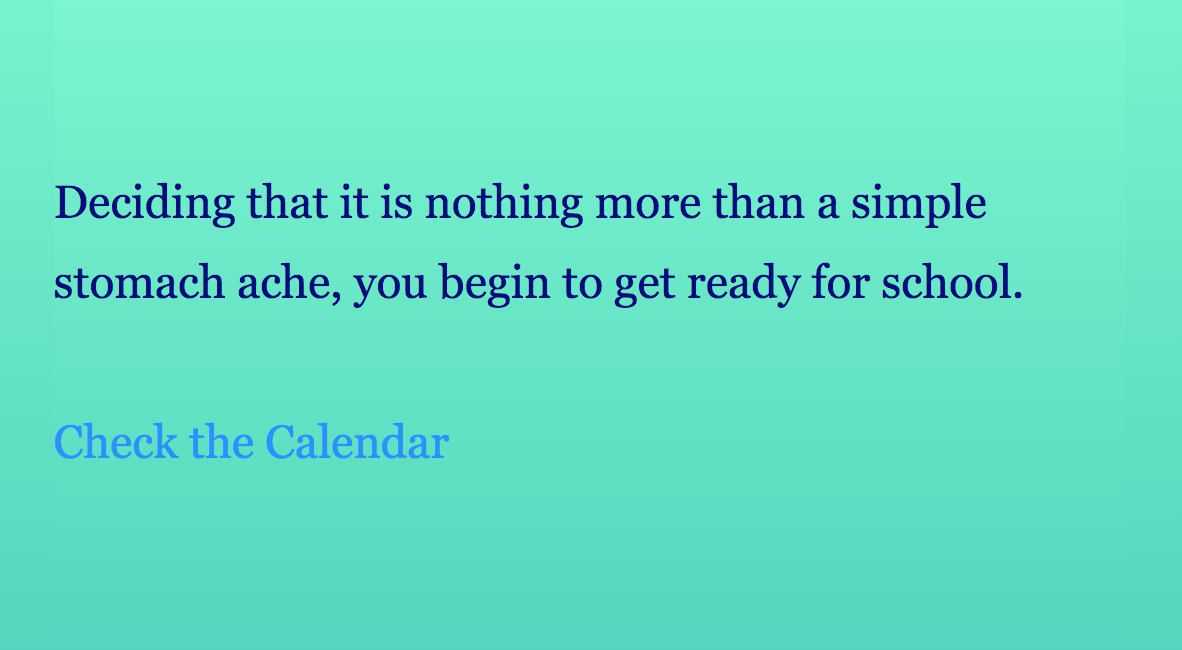 Deciding that it is nothing more than a simple
stomach ache, you begin to get ready for school.
Check the Calendar